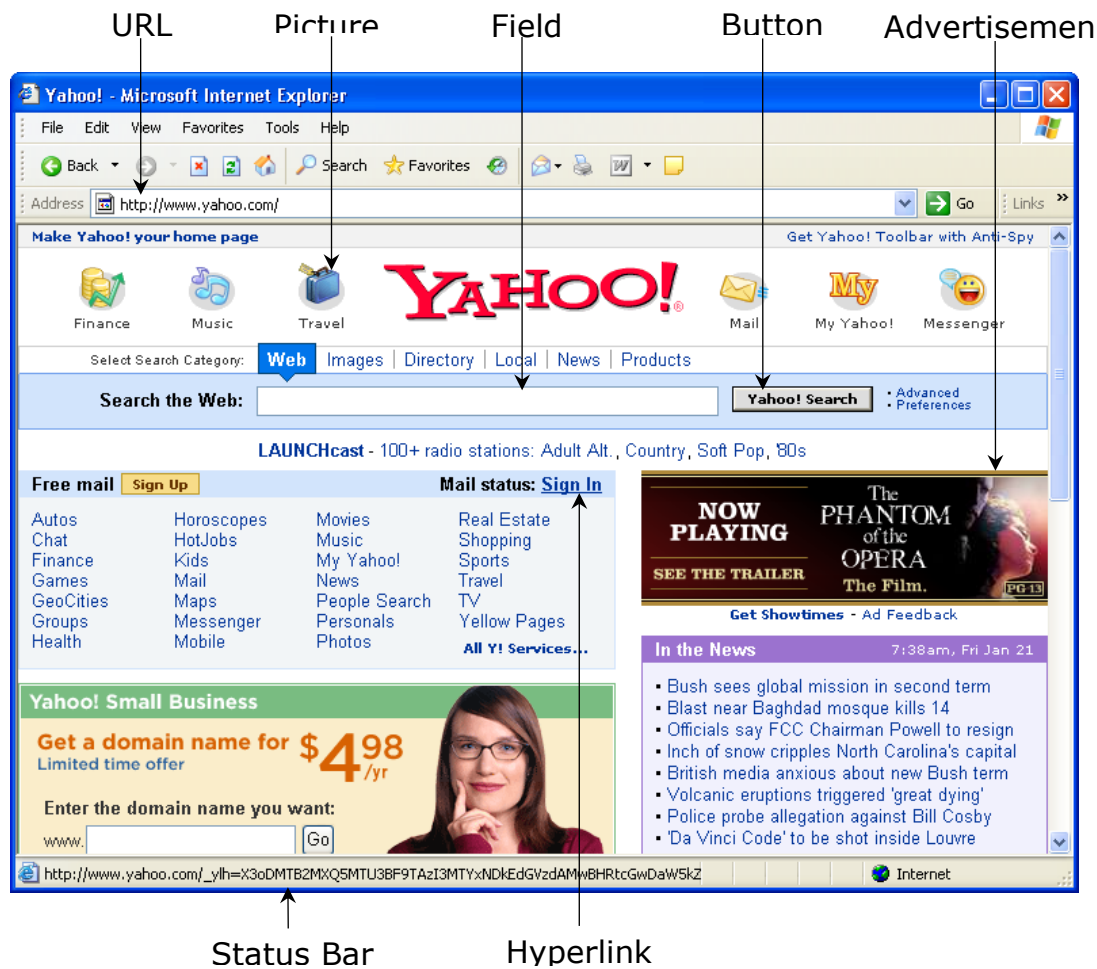 URL Picture Field Button Advertisemen
Yahoo! - Microsoft Internet Explorer
File Edit View Favorites Tools Help
Back Search Favorites
Address http://www.yahoo.com/ Go Links »
Make Yahoo! your home page Get Yahoo! Toolbar with Anti-Spy
YAHOO!®
My
Finance Music Travel Mail My Yahoo! Messenger
Select Search Category: Web Images | Directory | Local | News | Products
Search the Web: Yahoo! Search
• Advanced
• Preferences
LAUNCHcast - 100+ radio stations: Adult Alt., Country, Soft Pop, '80s
Free mail Sign Up Mail status: Sign In
Autos Horoscopes Movies Real Estate
Chat HotJobs Music Shopping
Finance Kids My Yahoo! Sports
Games Mail News Travel
GeoCities Maps People Search TV
Groups Messenger Personals Yellow Pages
Health Mobile Photos All Y! Services...
NOW PLAYING
SEE THE TRAILER
The
PHANTOM
of the
OPERA
The Film.
PG-13
Get Showtimes - Ad Feedback
In the News 7:38am, Fri Jan 21
• Bush sees global mission in second term
• Blast near Baghdad mosque kills 14
• Officials say FCC Chairman Powell to resign
• Inch of snow cripples North Carolina's capital
• British media anxious about new Bush term
• Volcanic eruptions triggered 'great dying'
• Police probe allegation against Bill Cosby
• 'Da Vinci Code' to be shot inside Louvre
Yahoo! Small Business
Get a domain name for $4.98/yr
Limited time offer
Enter the domain name you want:
www. Go
http://www.yahoo.com/_ylh=X3oDMTB2MXQ5MTU3BF9TAzI3MTYxNDkEdGVzdAMwBHRtcGwDaW5kZ Internet
Status Bar Hyperlink